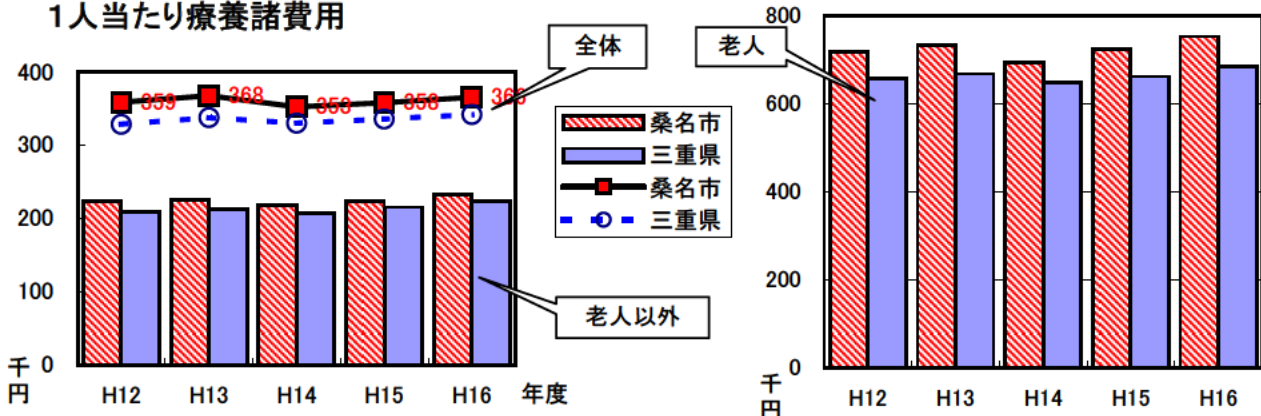 1人当たり療養諸費用
全体
老人
400
300
200
100
0
千円
359
368
353
358
H12
H13
H14
H15
H16
年度
桑名市
三重県
桑名市
三重県
老人以外
800
600
400
200
0
千円
H12
H13
H14
H15
H16